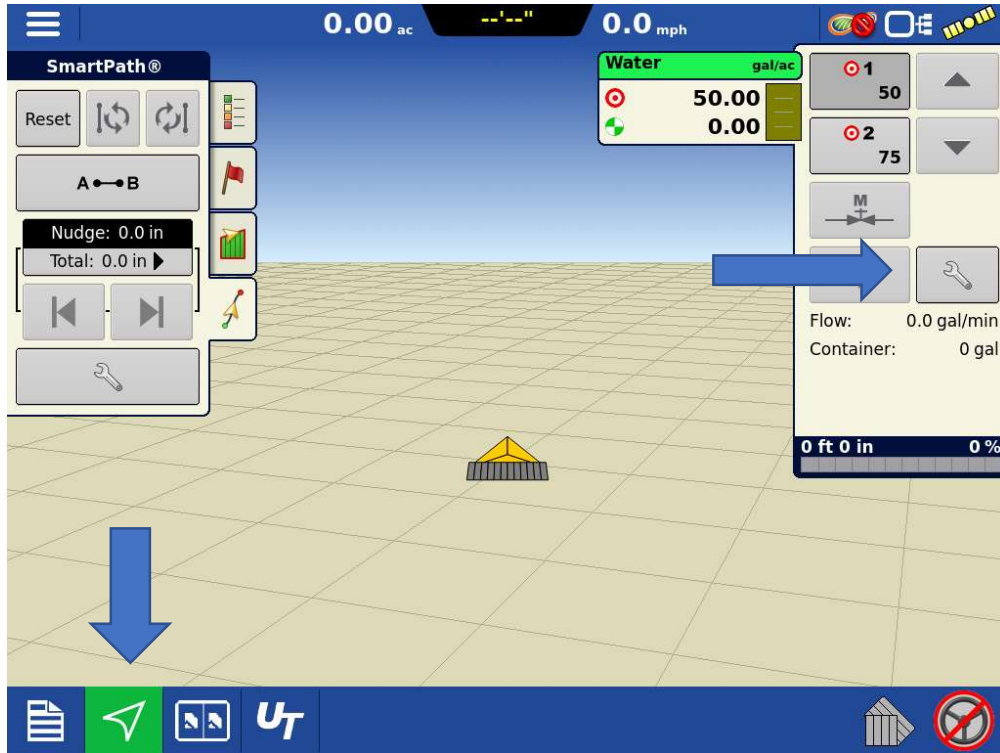 0.00 ac
--'--"
0.0 mph
SmartPath®
Reset
A B
Nudge: 0.0 in
Total: 0.0 in
Water gal/ac
50.00
0.00
1
50
2
75
M
Flow: 0.0 gal/min
Container: 0 gal
0 ft 0 in 0 %
UT